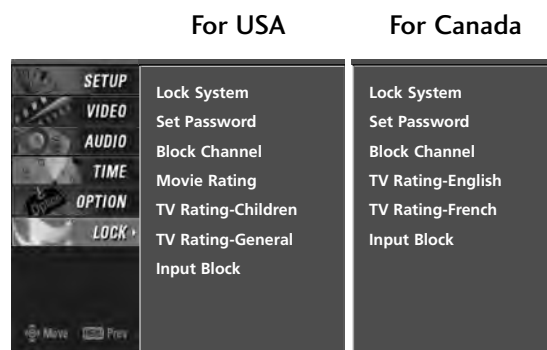 For USA
For Canada
SETUP
VIDEO
AUDIO
TIME
OPTION
LOCK
Move Prev
Lock System
Set Password
Block Channel
Movie Rating
TV Rating-Children
TV Rating-General
Input Block
Lock System
Set Password
Block Channel
TV Rating-English
TV Rating-French
Input Block